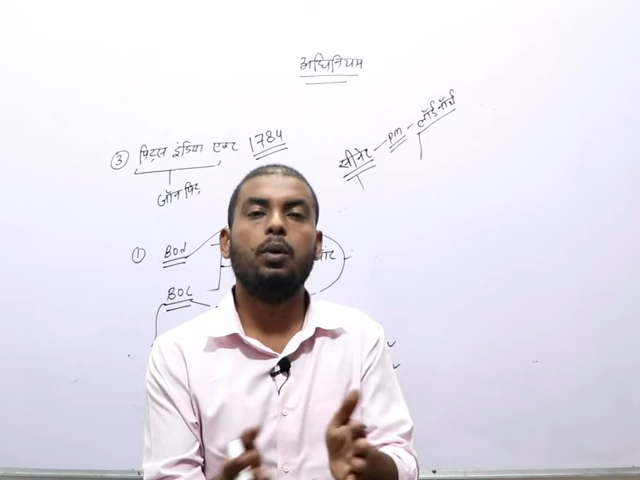 अधिनियम
③ पिट्स इंडिया एक्ट 1784
जॉन पिट
PM - लॉर्ड नॉर्थ
① BOD
BOC